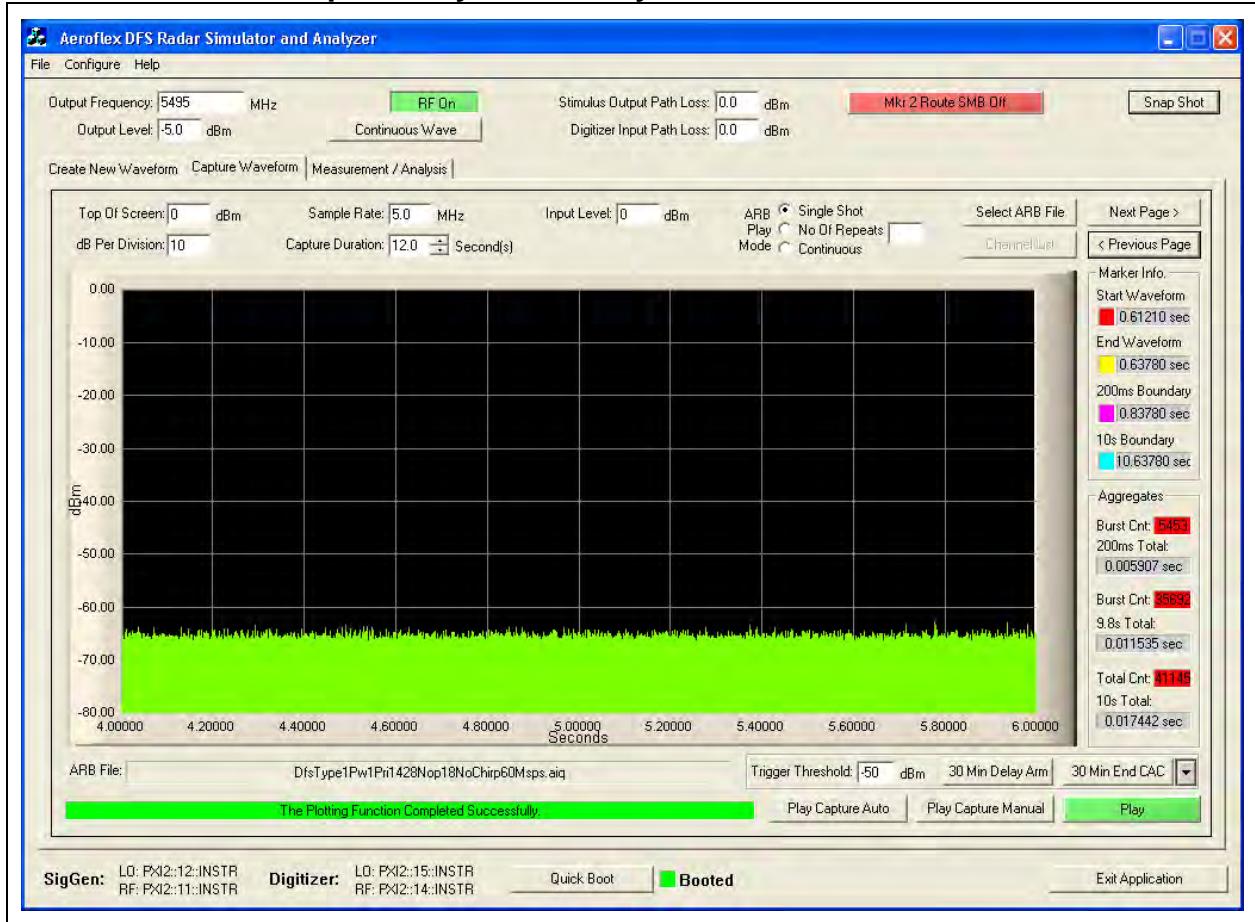 Aeroflex DFS Radar Simulator and Analyzer
File Configure Help
Output Frequency: 5495 MHz
RF On
Stimulus Output Path Loss: 0.0 dBm
Mkr 2 Route SMB Off
Snap Shot
Output Level: -5.0 dBm
Continuous Wave
Digitizer Input Path Loss: 0.0 dBm
Create New Waveform Capture Waveform Measurement / Analysis
Top Of Screen: 0 dBm
Sample Rate: 5.0 MHz
Input Level: 0 dBm
ARB Play Mode
Single Shot
No Of Repeats
Continuous
Select ARB File
Next Page >
dB Per Division: 10
Capture Duration: 12.0 Second(s)
Channel List
< Previous Page
0.00
-10.00
-20.00
-30.00
-40.00
-50.00
-60.00
-70.00
-80.00
dBm
4.00000 4.20000 4.40000 4.60000 4.80000 5.00000 5.20000 5.40000 5.60000 5.80000 6.00000
Seconds
Marker Info.
Start Waveform
0.61210 sec
End Waveform
0.63780 sec
200ms Boundary
0.83780 sec
10s Boundary
10.63780 sec
Aggregates
Burst Cnt: 5453
200ms Total:
0.005907 sec
Burst Cnt: 35692
9.8s Total:
0.011535 sec
Total Cnt: 41145
10s Total:
0.017442 sec
ARB File: DfsType1Pw1Pri1428Nop18NoChirp60Msps.aiq
Trigger Threshold: -50 dBm
30 Min Delay Arm
30 Min End CAC
The Plotting Function Completed Successfully.
Play Capture Auto
Play Capture Manual
Play
SigGen: LO: PXI2::12::INSTR
RF: PXI2::11::INSTR
Digitizer: LO: PXI2::15::INSTR
RF: PXI2::14::INSTR
Quick Boot
Booted
Exit Application